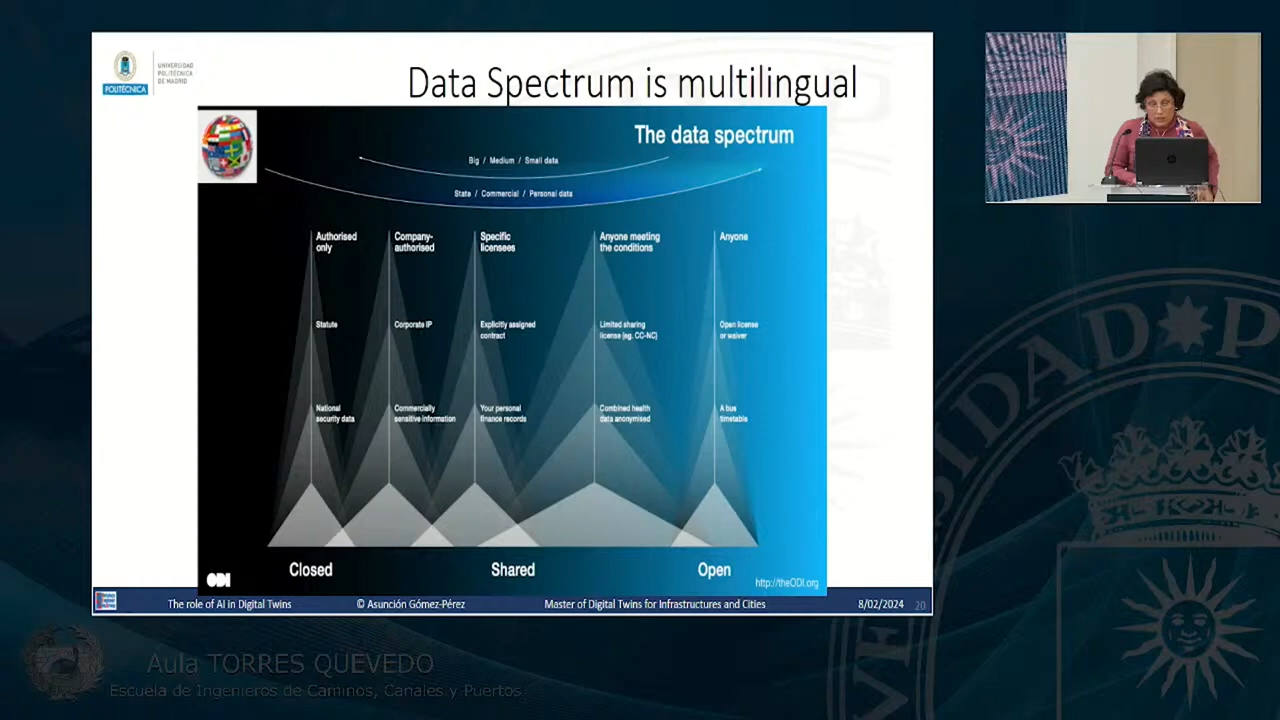 POLITÉCNICA
UNIVERSIDAD
POLITÉCNICA
DE MADRID
Data Spectrum is multilingual
The data spectrum
Big / Medium / Small data
State / Commercial / Personal data
Authorised
only
Company-
authorised
Specific
licensees
Anyone meeting
the conditions
Anyone
Statute
Corporate IP
Explicitly assigned
contract
Limited sharing
license (eg. CC-NC)
Open license
or waiver
National
security data
Commercially
sensitive information
Your personal
finance records
Combined health
data anonymised
A bus
timetable
Closed
Shared
Open
ODI
http://theODI.org
The role of AI in Digital Twins
© Asunción Gómez-Pérez
Master of Digital Twins for Infrastructures and Cities
8/02/2024
20
Aula TORRES QUEVEDO
Escuela de Ingenieros de Caminos, Canales y Puertos
SIDAD P